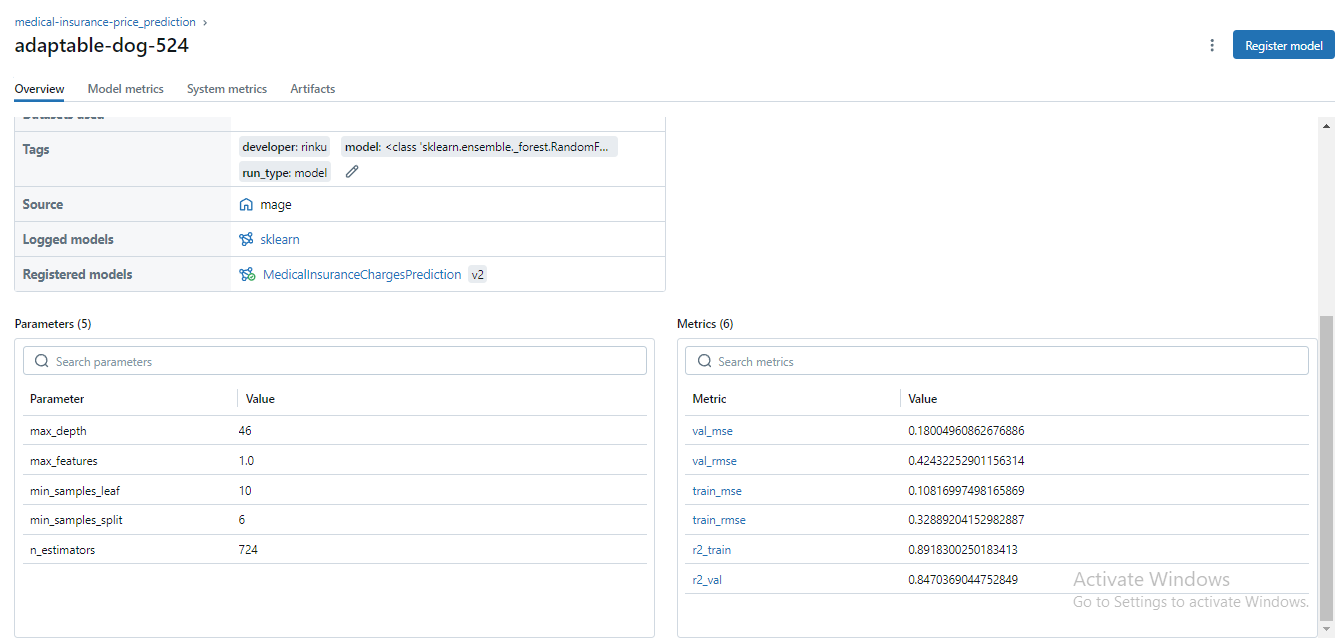 medical-insurance-price_prediction ›
adaptable-dog-524
Register model
Overview Model metrics System metrics Artifacts
Datasets used
Tags developer: rinku model: <class 'sklearn.ensemble._forest.RandomF...
run_type: model
Source mage
Logged models sklearn
Registered models MedicalInsuranceChargesPrediction v2
Parameters (5)
Search parameters
Parameter Value
max_depth 46
max_features 1.0
min_samples_leaf 10
min_samples_split 6
n_estimators 724
Metrics (6)
Search metrics
Metric Value
val_mse 0.18004960862676886
val_rmse 0.42432252901156314
train_mse 0.10816997498165869
train_rmse 0.32889204152982887
r2_train 0.8918300250183413
r2_val 0.8470369044752849
Activate Windows
Go to Settings to activate Windows.